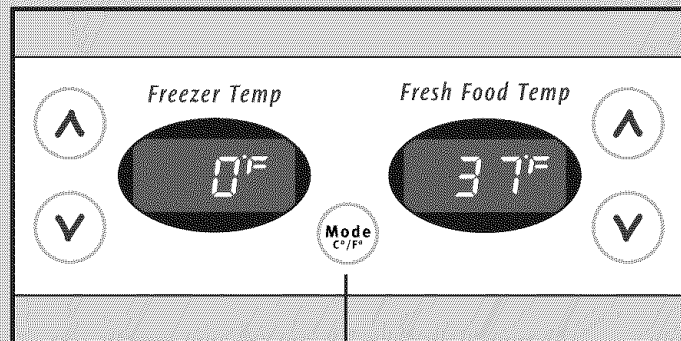 Freezer Temp
Fresh Food Temp
0°F
37°F
Mode
C°/F°